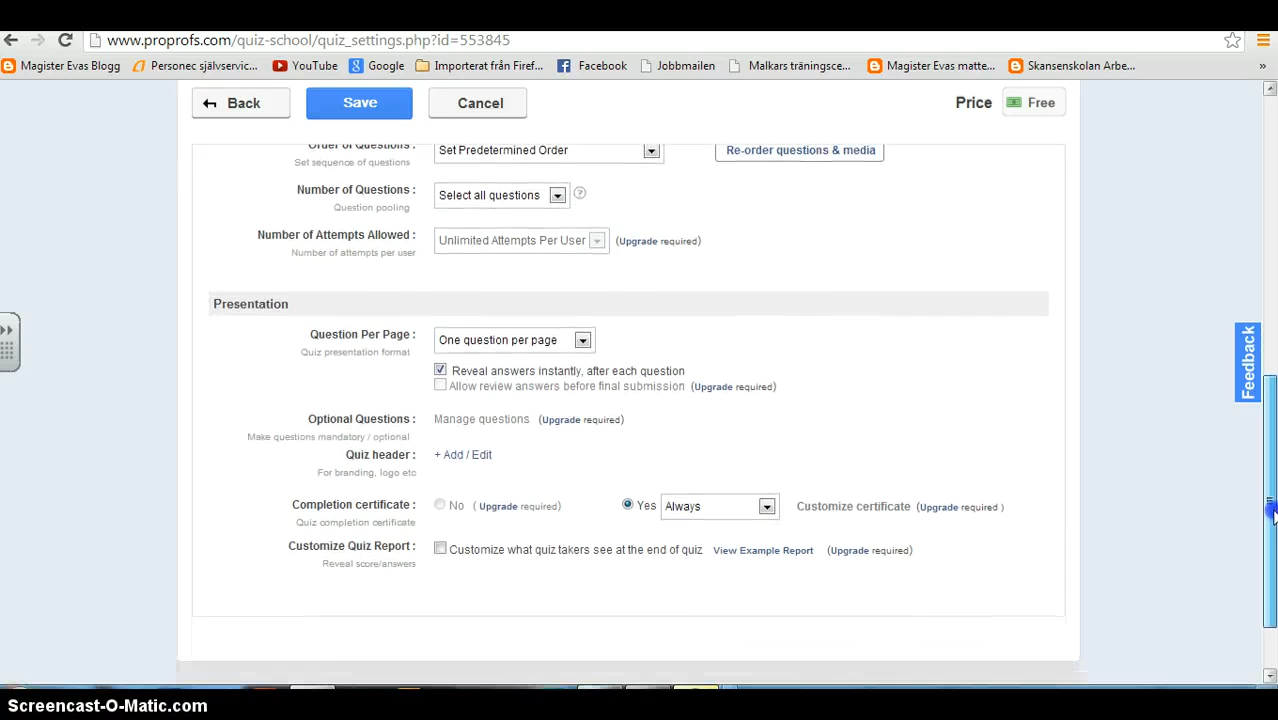 www.proprofs.com/quiz-school/quiz_settings.php?id=553845
Magister Evas Blogg Personec självservic... YouTube Google Importerat från Firef... Facebook Jobbmailen Malkars träningsce... Magister Evas matte... Skansenskolan Arbe... »
Back Save Cancel Price Free
Order of Questions : Set Predetermined Order Re-order questions & media
Set sequence of questions
Number of Questions : Select all questions ?
Question pooling
Number of Attempts Allowed : Unlimited Attempts Per User (Upgrade required)
Number of attempts per user
Presentation
Question Per Page : One question per page
Quiz presentation format
Reveal answers instantly, after each question
Allow review answers before final submission (Upgrade required)
Feedback
Optional Questions : Manage questions (Upgrade required)
Make questions mandatory / optional
Quiz header : + Add / Edit
For branding, logo etc
Completion certificate : No ( Upgrade required) Yes Always Customize certificate (Upgrade required )
Quiz completion certificate
Customize Quiz Report : Customize what quiz takers see at the end of quiz View Example Report (Upgrade required)
Reveal score/answers
Screencast-O-Matic.com